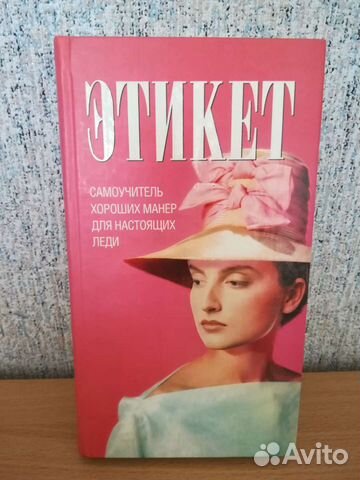 ЭТИКЕТ
САМОУЧИТЕЛЬ
ХОРОШИХ МАНЕР
ДЛЯ НАСТОЯЩИХ
ЛЕДИ
Avito